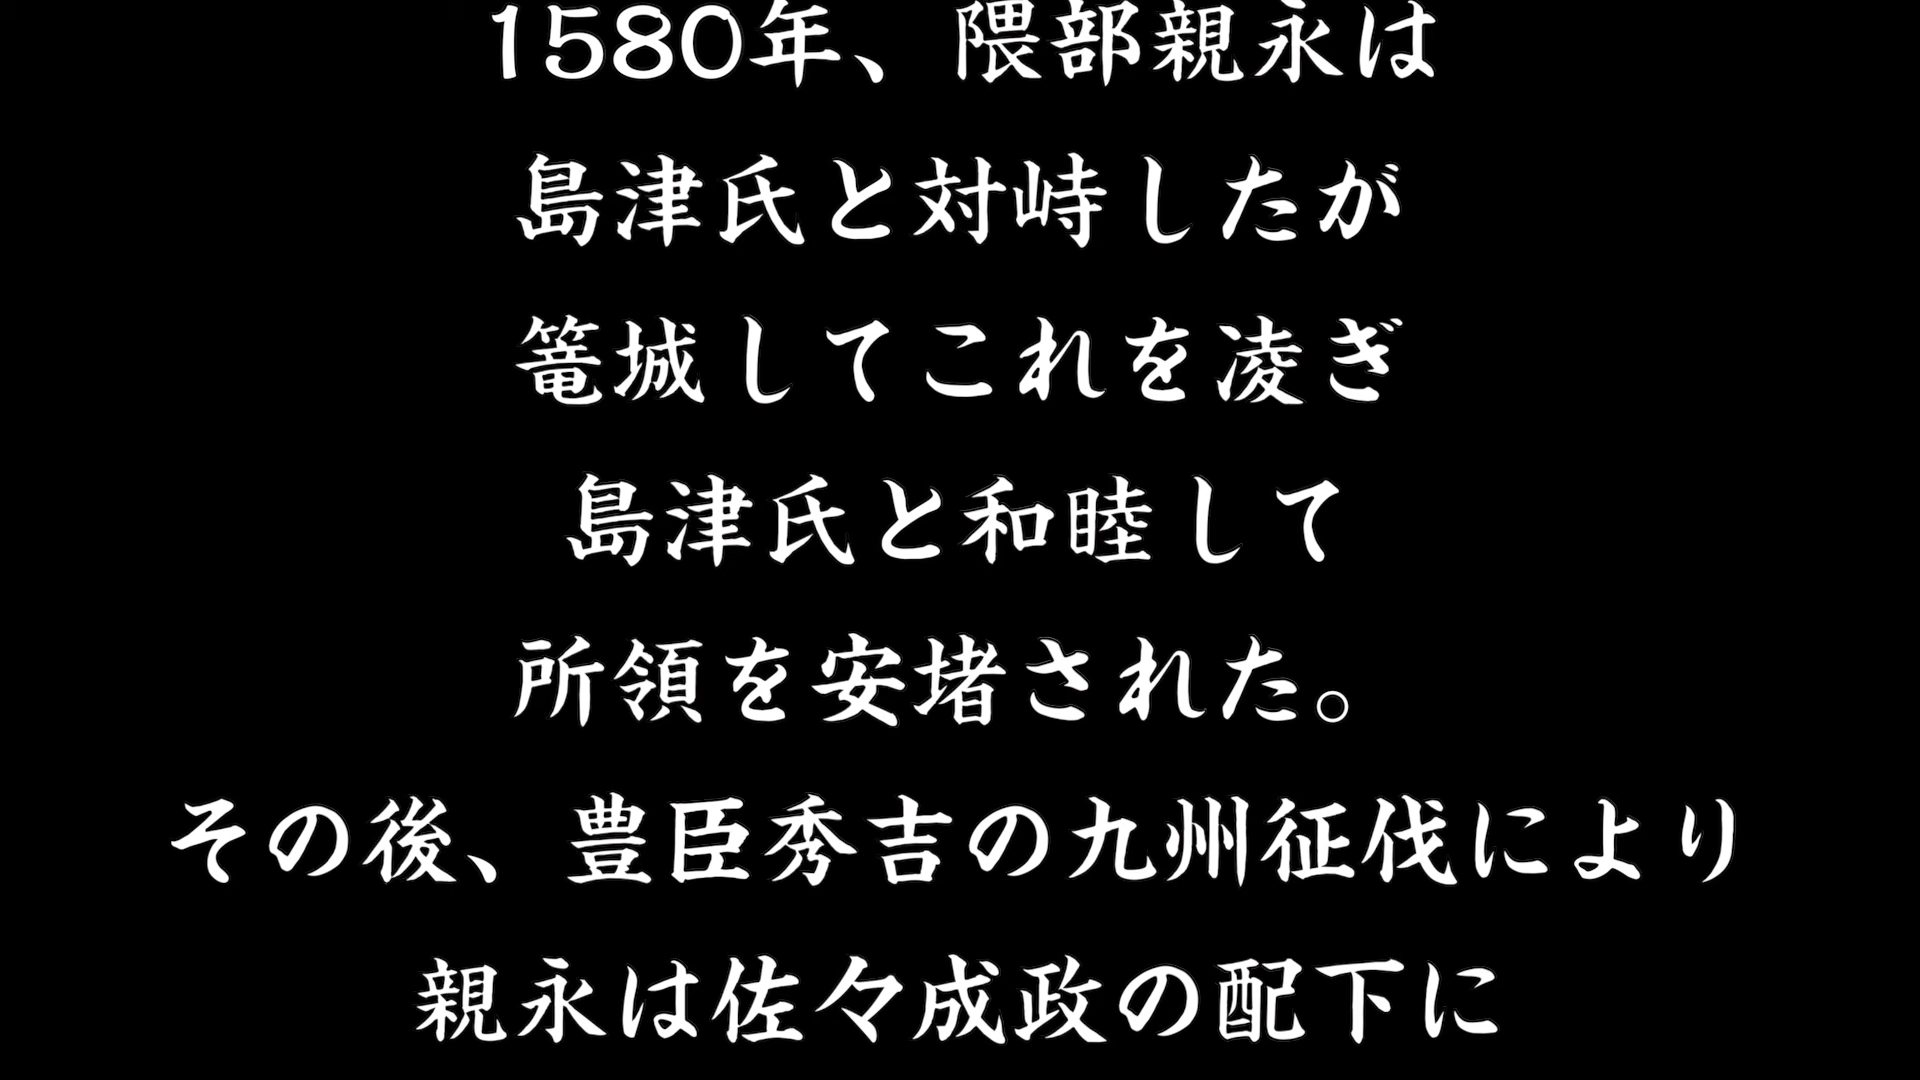 1580年、隈部親永は
島津氏と対峙したが
篭城してこれを凌ぎ
島津氏と和睦して
所領を安堵された。
その後、豊臣秀吉の九州征伐により
親永は佐々成政の配下に